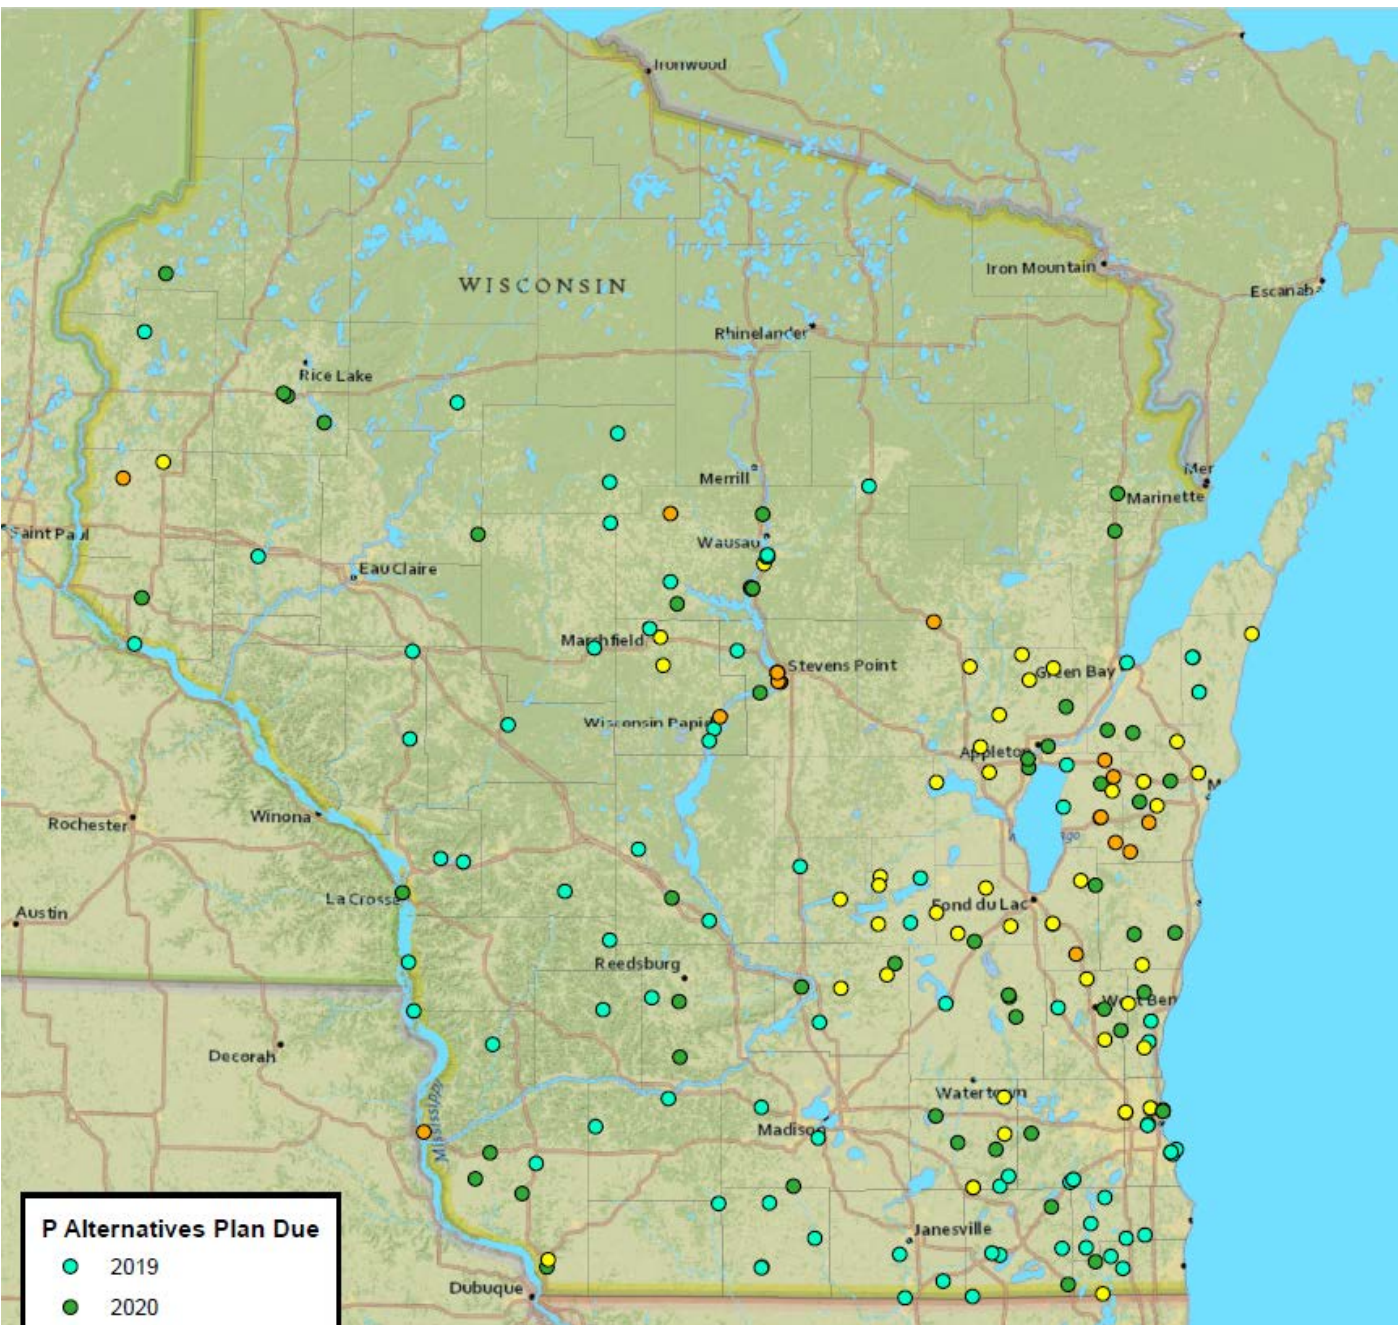 Ironwood
Iron Mountain
WISCONSIN
Rhinelander
Rice Lake
Merrill
Mer
Marinette
Saint Paul
Wausau
Eau Claire
Marshfield
Stevens Point
Green Bay
Appleton
M
Winona
Rochester
La Crosse
Austin
Fond du Lac
Reedsburg
Decorah
Watertown
Mississippi
Madison
Janesville
Dubuque
P Alternatives Plan Due
2019
2020